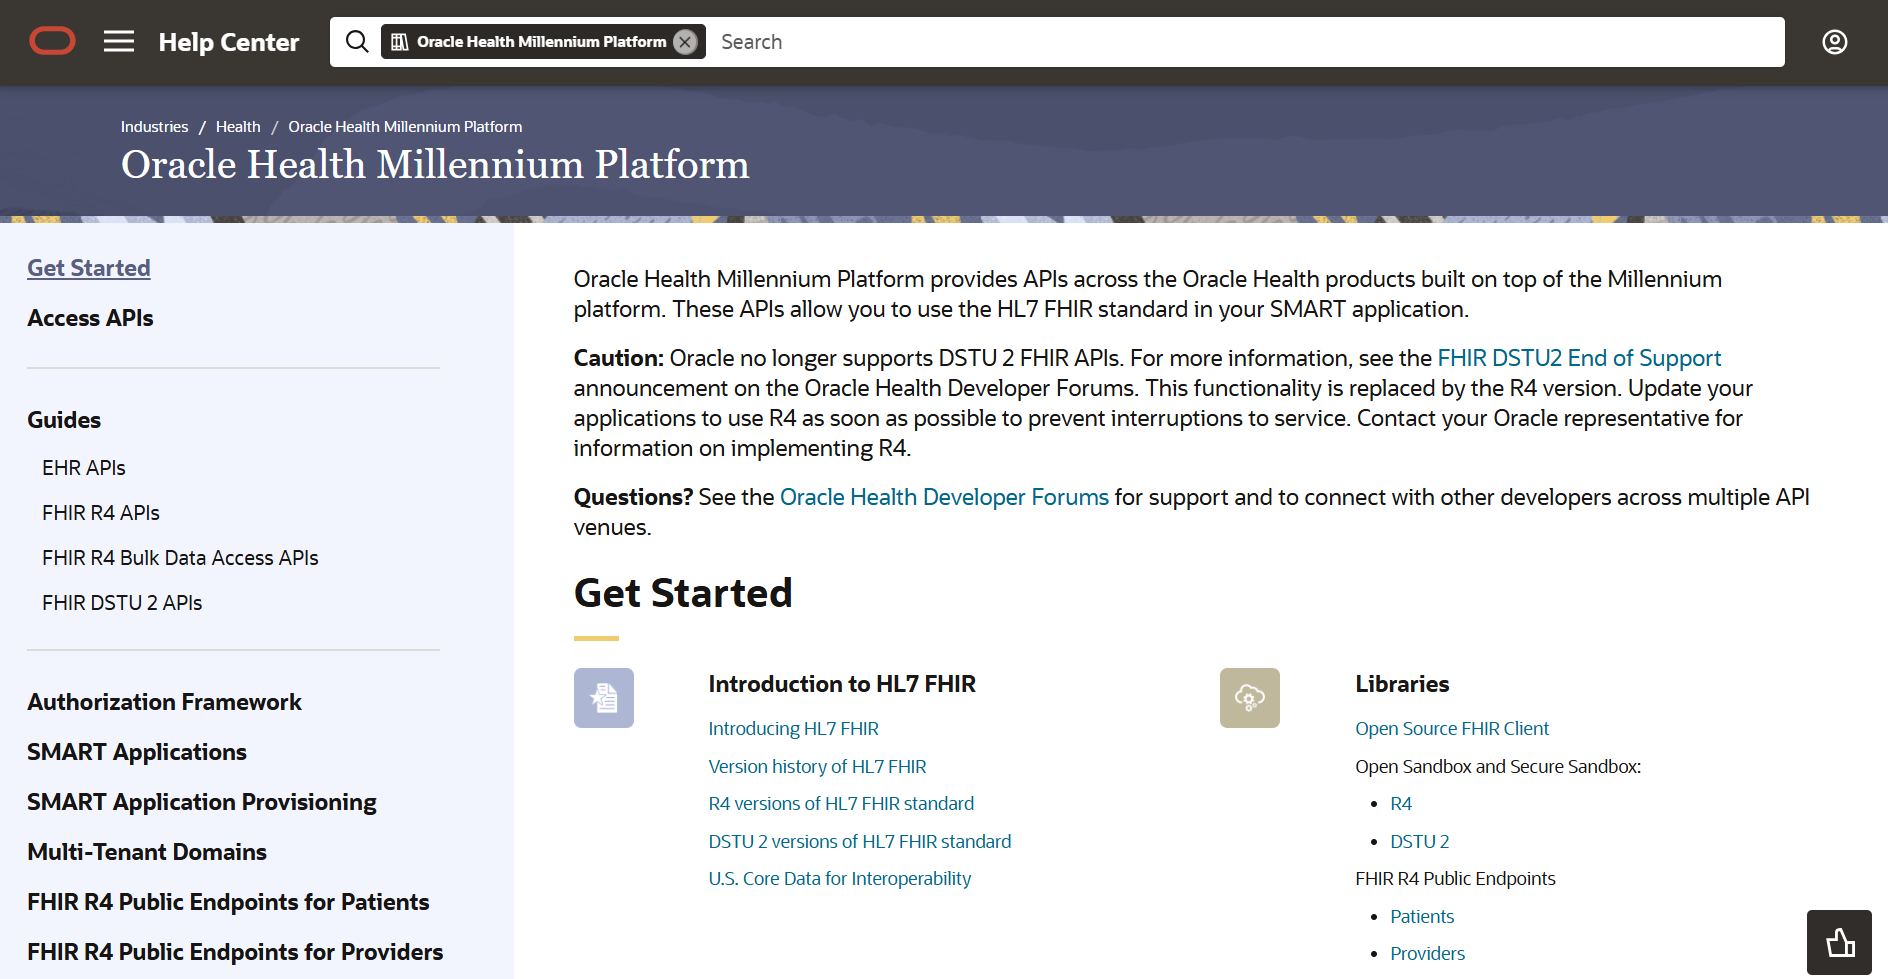 Help Center
Oracle Health Millennium Platform
Search
Industries / Health / Oracle Health Millennium Platform
Oracle Health Millennium Platform
Get Started
Access APIs
Guides
EHR APIs
FHIR R4 APIs
FHIR R4 Bulk Data Access APIs
FHIR DSTU 2 APIs
Authorization Framework
SMART Applications
SMART Application Provisioning
Multi-Tenant Domains
FHIR R4 Public Endpoints for Patients
FHIR R4 Public Endpoints for Providers
Oracle Health Millennium Platform provides APIs across the Oracle Health products built on top of the Millennium
platform. These APIs allow you to use the HL7 FHIR standard in your SMART application.
Caution: Oracle no longer supports DSTU 2 FHIR APIs. For more information, see the FHIR DSTU2 End of Support
announcement on the Oracle Health Developer Forums. This functionality is replaced by the R4 version. Update your
applications to use R4 as soon as possible to prevent interruptions to service. Contact your Oracle representative for
information on implementing R4.
Questions? See the Oracle Health Developer Forums for support and to connect with other developers across multiple API
venues.
Get Started
Introduction to HL7 FHIR
Introducing HL7 FHIR
Version history of HL7 FHIR
R4 versions of HL7 FHIR standard
DSTU 2 versions of HL7 FHIR standard
U.S. Core Data for Interoperability
Libraries
Open Source FHIR Client
Open Sandbox and Secure Sandbox:
• R4
• DSTU 2
FHIR R4 Public Endpoints
• Patients
• Providers